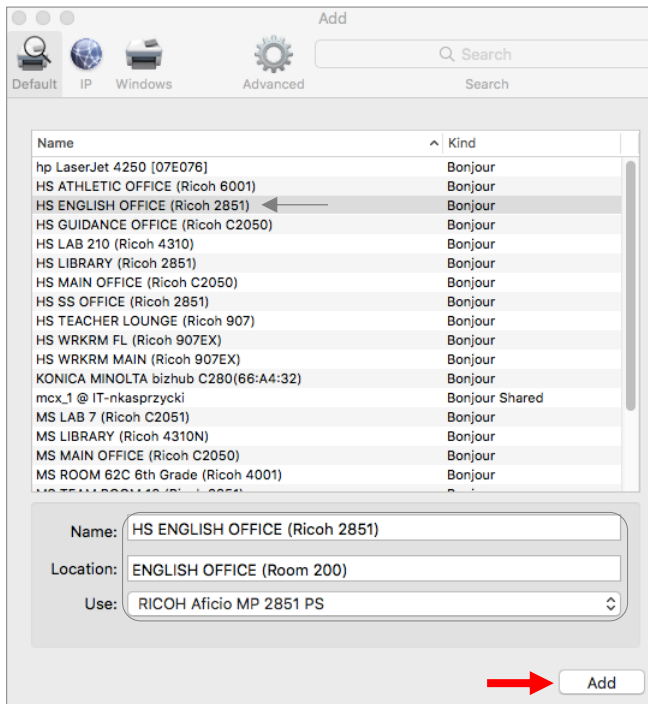 Add
Search
Default IP Windows Advanced Search
Name Kind
hp LaserJet 4250 [07E076] Bonjour
HS ATHLETIC OFFICE (Ricoh 6001) Bonjour
HS ENGLISH OFFICE (Ricoh 2851) Bonjour
HS GUIDANCE OFFICE (Ricoh C2050) Bonjour
HS LAB 210 (Ricoh 4310) Bonjour
HS LIBRARY (Ricoh 2851) Bonjour
HS MAIN OFFICE (Ricoh C2050) Bonjour
HS SS OFFICE (Ricoh 2851) Bonjour
HS TEACHER LOUNGE (Ricoh 907) Bonjour
HS WRKRM FL (Ricoh 907EX) Bonjour
HS WRKRM MAIN (Ricoh 907EX) Bonjour
KONICA MINOLTA bizhub C280(66:A4:32) Bonjour
mcx_1 @ IT-nkasprzycki Bonjour Shared
MS LAB 7 (Ricoh C2051) Bonjour
MS LIBRARY (Ricoh 4310N) Bonjour
MS MAIN OFFICE (Ricoh C2050) Bonjour
MS ROOM 62C 6th Grade (Ricoh 4001) Bonjour
Name: HS ENGLISH OFFICE (Ricoh 2851)
Location: ENGLISH OFFICE (Room 200)
Use: RICOH Aficio MP 2851 PS
Add